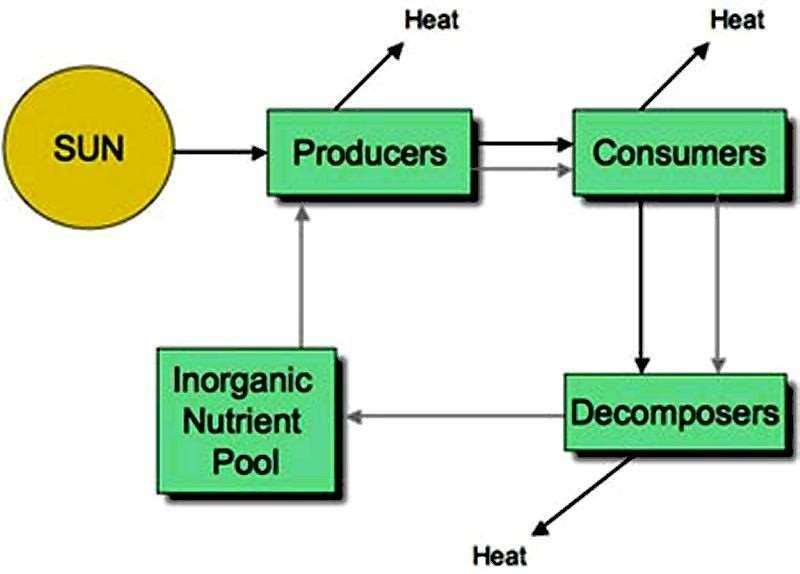 Heat
Heat
SUN
Producers
Consumers
Inorganic
Nutrient
Pool
Decomposers
Heat